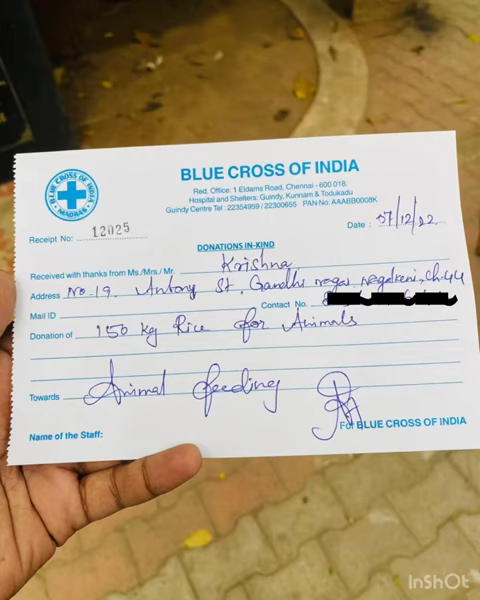 BLUE CROSS OF INDIA
Red. Office: 1 Eldams Road, Chennai - 600 018.
Hospital and Shelters: Guindy, Kunnam & Todukadu
Guindy Centre Tel : 22354959 / 22300655 PAN No: AAABB0008K
BLUE CROSS OF INDIA
MADRAS
Receipt No: 12025
Date : 07/12/22
DONATIONS IN-KIND
Received with thanks from Ms./Mrs./ Mr. Krishna
Address No. 19. Antony St, Gandhi nagar, Ch. 44
Mail ID Contact No.
Donation of 150 Kg Rice for Animals
Towards Animal feeding
For BLUE CROSS OF INDIA
Name of the Staff:
InShOt